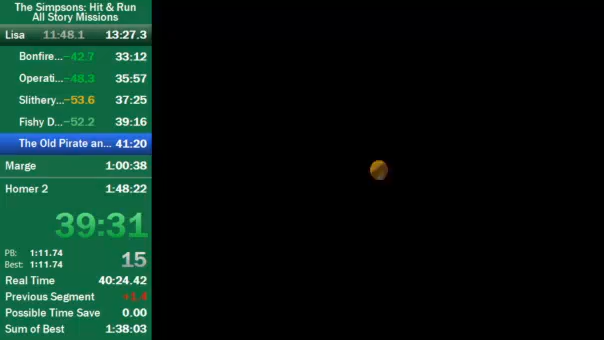 The Simpsons: Hit & Run
All Story Missions
Lisa 11:48.1 13:27.3
Bonfire... -42.7 33:12
Operati... -48.3 35:57
Slithery... -53.6 37:25
Fishy D... -52.2 39:16
The Old Pirate an... 41:20
Marge 1:00:38
Homer 2 1:48:22
39:31
PB: 1:11.74
Best: 1:11.74
15
Real Time 40:24.42
Previous Segment +1.4
Possible Time Save 0.00
Sum of Best 1:38:03